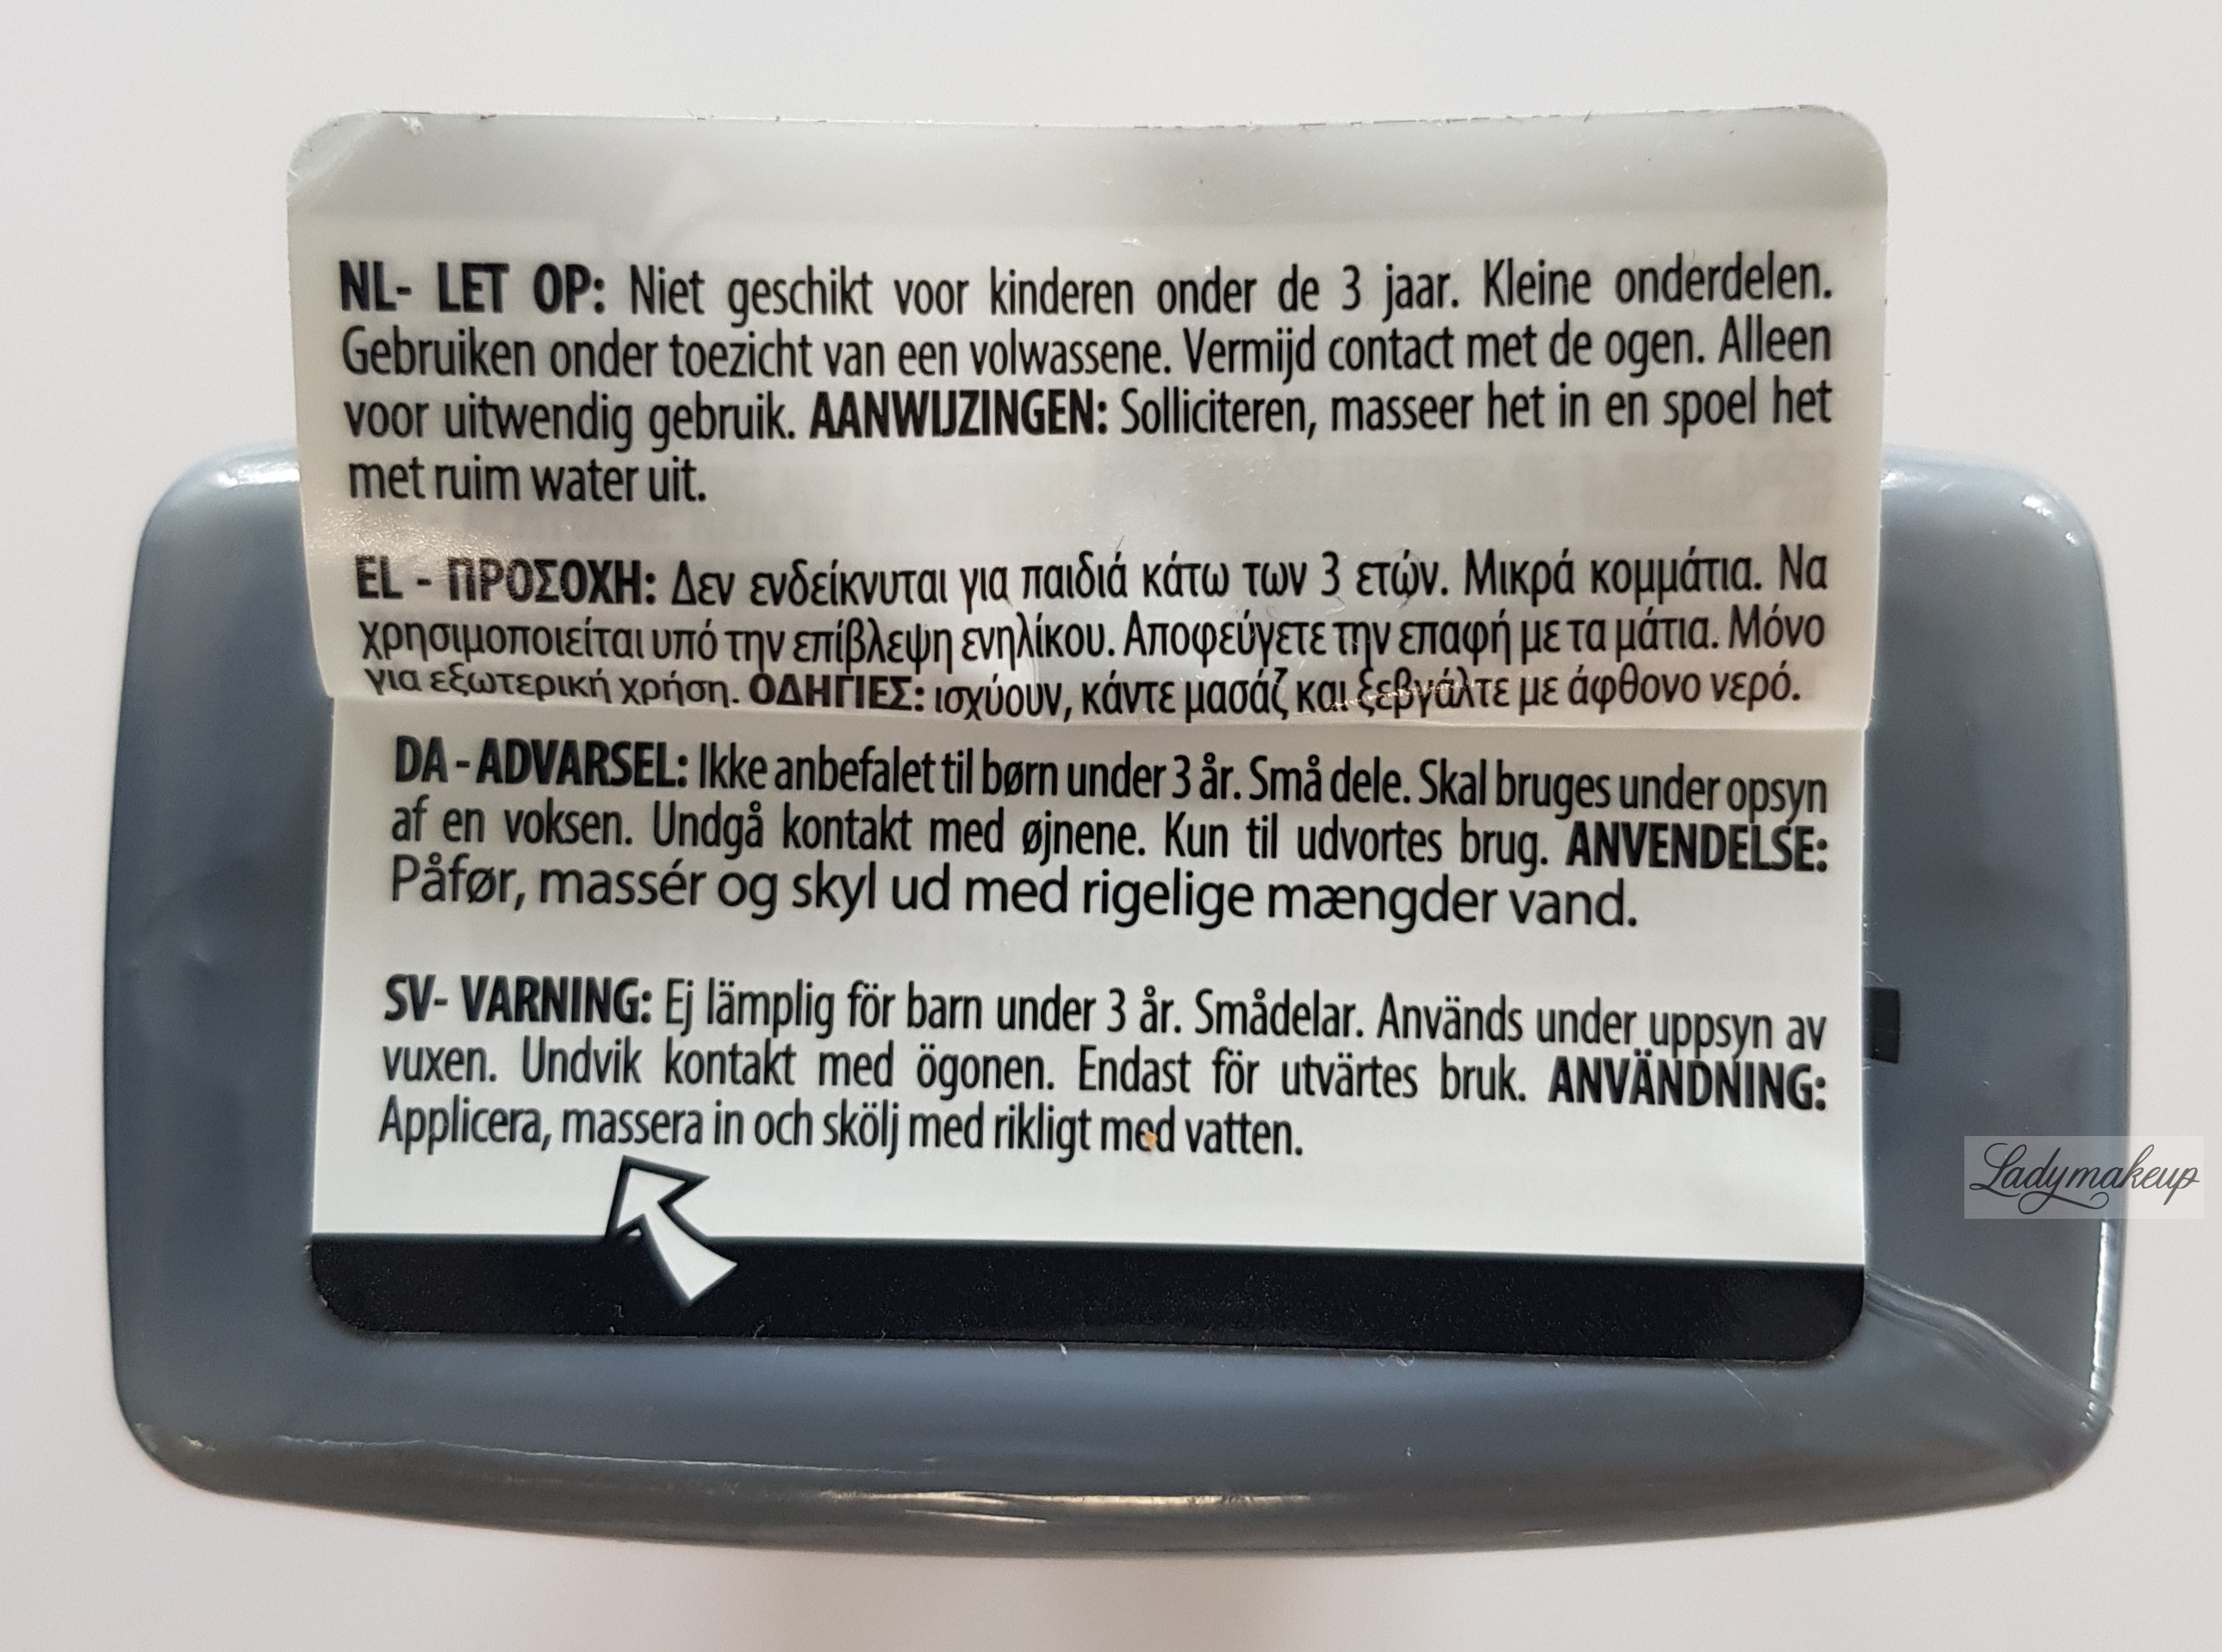 NL- LET OP: Niet geschikt voor kinderen onder de 3 jaar. Kleine onderdelen.
Gebruiken onder toezicht van een volwassene. Vermijd contact met de ogen. Alleen
voor uitwendig gebruik. AANWIJZINGEN: Solliciteren, masseer het in en spoel het
met ruim water uit.
EL - ΠΡΟΣΟΧΗ: Δεν ενδείκνυται για παιδιά κάτω των 3 ετών. Μικρά κομμάτια. Να
χρησιμοποιείται υπό την επίβλεψη ενηλίκου. Αποφεύγετε την επαφή με τα μάτια. Μόνο
για εξωτερική χρήση. ΟΔΗΓΙΕΣ: ισχύουν, κάντε μασάζ και ξεβγάλτε με άφθονο νερό.
DA - ADVARSEL: Ikke anbefalet til børn under 3 år. Små dele. Skal bruges under opsyn
af en voksen. Undgå kontakt med øjnene. Kun til udvortes brug. ANVENDELSE:
Påfør, massér og skyl ud med rigelige mængder vand.
SV- VARNING: Ej lämplig för barn under 3 år. Smådelar. Används under uppsyn av
vuxen. Undvik kontakt med ögonen. Endast för utvärtes bruk. ANVÄNDNING:
Applicera, massera in och skölj med rikligt med vatten.
Ladymakeup